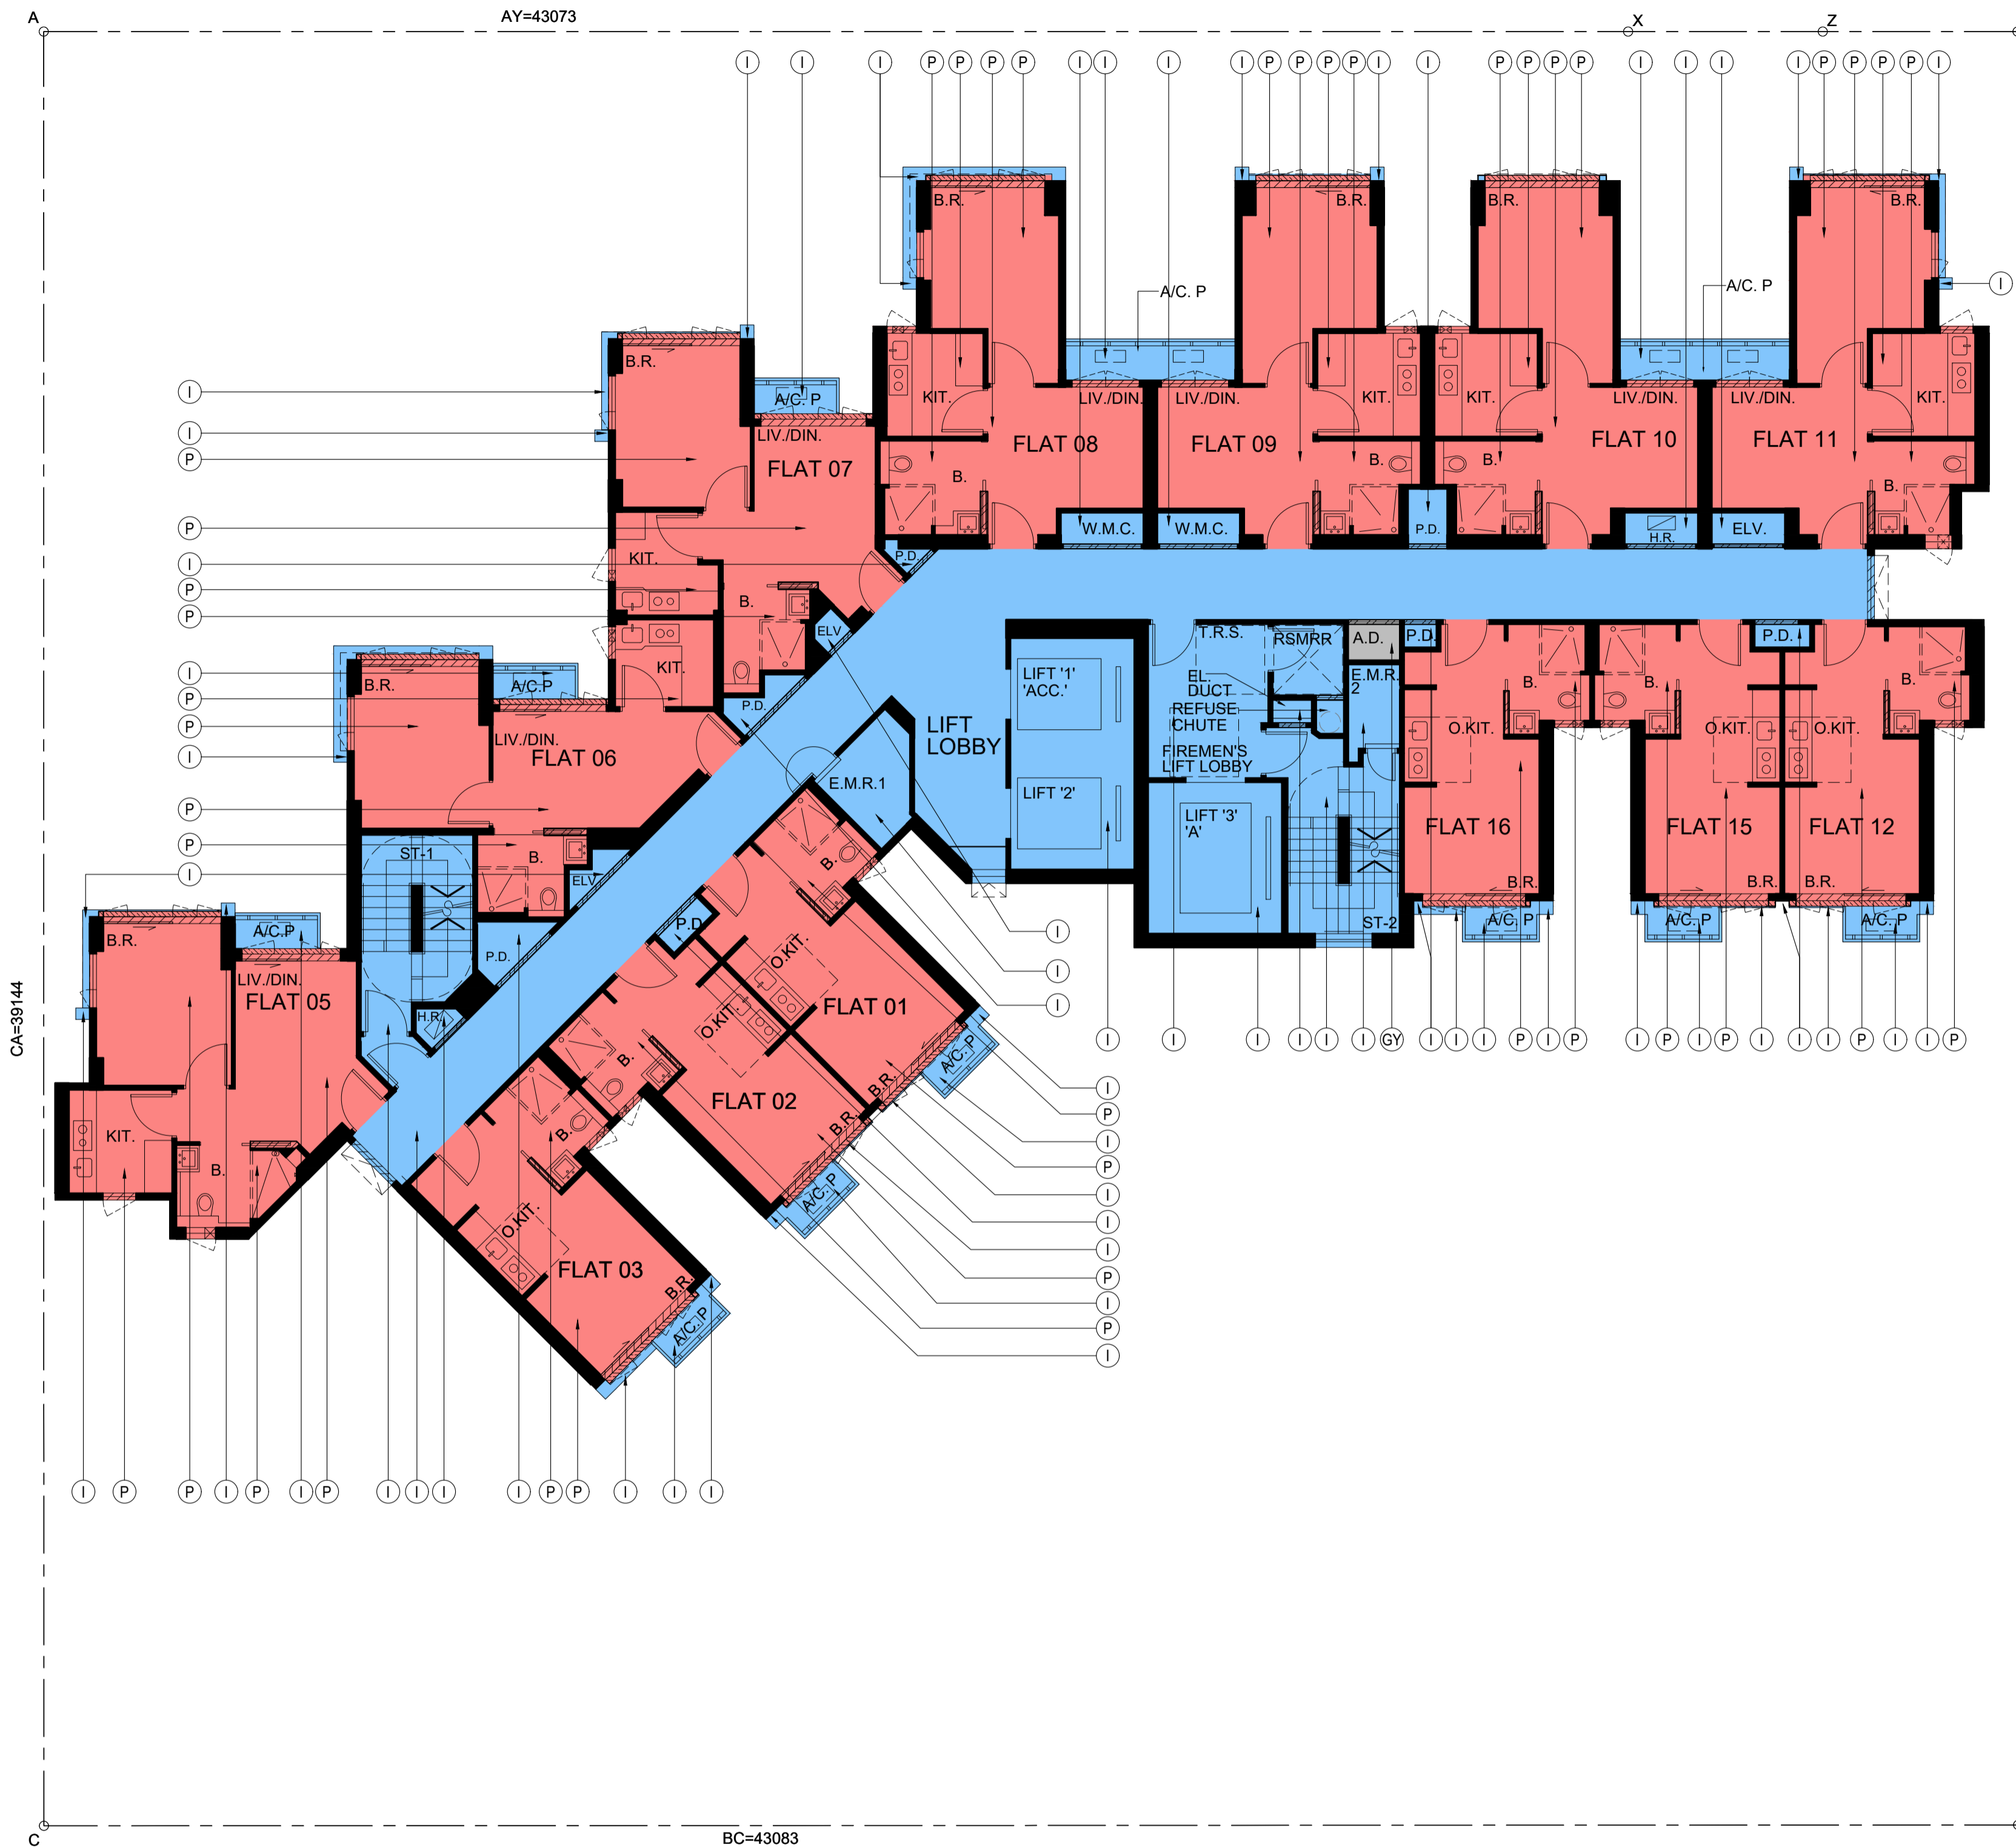 A
AY=43073
X
Z
I
I
I
P
P
P
P
I
I
I
I
P
P
P
P
I
I
P
P
P
P
I
I
I
I
P
P
P
P
I
B.R.
B.R.
B.R.
B.R.
A/C. P
A/C. P
I
B.R.
A/C. P
KIT.
LIV./DIN.
LIV./DIN.
KIT.
KIT.
LIV./DIN.
LIV./DIN.
KIT.
I
I
P
LIV./DIN.
FLAT 07
FLAT 08
FLAT 09
FLAT 10
FLAT 11
B.
B.
B.
B.
P
I
P
P
KIT.
P.D.
W.M.C.
W.M.C.
P.D.
H.R.
ELV.
B.
ELV
T.R.S.
RSMRR
A.D.
P.D.
P.D.
I
P
P
I
P
P
I
B.R.
A/C.P
KIT.
P.D.
LIFT '1'
'ACC.'
EL.
DUCT
REFUSE
CHUTE
E.M.R.
2
B.
B.
B.
LIV./DIN.
FLAT 06
LIFT
LOBBY
FIREMEN'S
LIFT LOBBY
O.KIT.
O.KIT.
O.KIT.
E.M.R.1
LIFT '2'
LIFT '3'
'A'
FLAT 16
FLAT 15
FLAT 12
ST-1
B.
ELV
B.
B.R.
B.R.
B.R.
B.R.
A/C.P
P.D.
P.D.
ST-2
A/C. P
A/C. P
A/C. P
LIV./DIN.
FLAT 05
O.KIT.
FLAT 01
H.R.
O.KIT.
I
I
I
CA=39144
I
I
I
I
I
I
GY
I
I
I
P
I
P
I
P
I
P
I
I
I
P
I
I
P
A/C. P
B.R.
KIT.
B.
B.
B.
FLAT 02
B.R.
A/C. P
I
P
I
P
I
I
I
P
I
P
I
O.KIT.
FLAT 03
B.R.
A/C. P
I
P
P
I
P
I
P
I
I
I
I
P
P
I
I
I
C
BC=43083